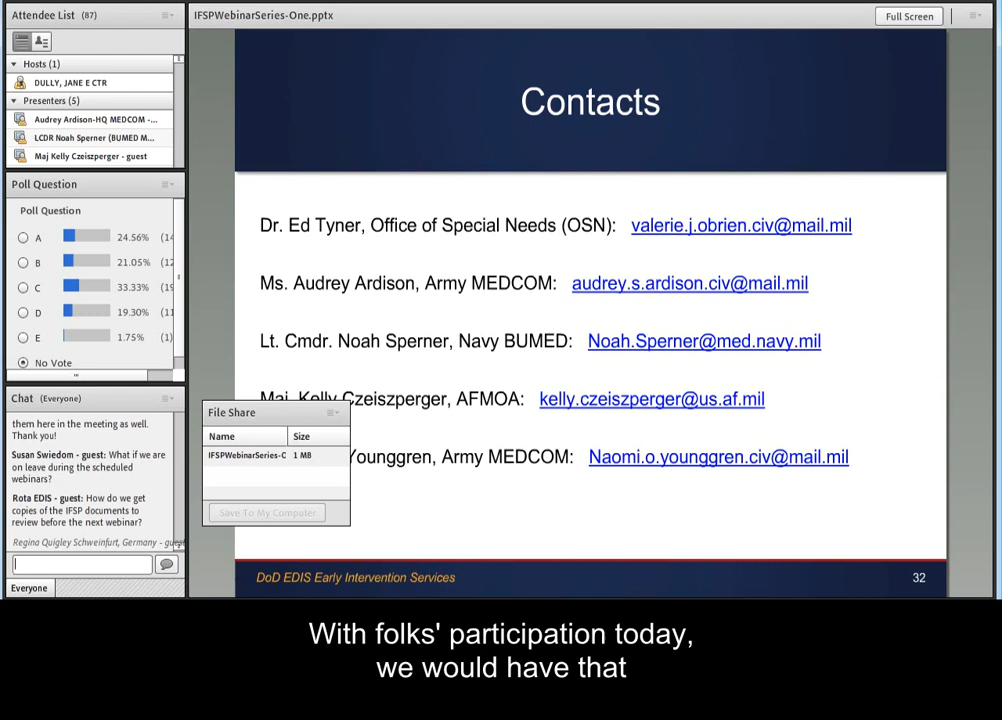 Attendee List (87)
Hosts (1)
DULLY, JANE E CTR
Presenters (5)
Audrey Ardison-HQ MEDCOM -...
LCDR Noah Sperner (BUMED M...
Maj Kelly Czeiszperger - guest
Poll Question
Poll Question
A 24.56% (14
B 21.05% (12
C 33.33% (19
D 19.30% (11
E 1.75% (1)
No Vote
Chat (Everyone)
them here in the meeting as well.
Thank you!
Susan Swiedom - guest: What if we are
on leave during the scheduled
webinars?
Rota EDIS - guest: How do we get
copies of the IFSP documents to
review before the next webinar?
Regina Quigley Schweinfurt, Germany - guest
Everyone
IFSPWebinarSeries-One.pptx
Full Screen
Contacts
Dr. Ed Tyner, Office of Special Needs (OSN): valerie.j.obrien.civ@mail.mil
Ms. Audrey Ardison, Army MEDCOM: audrey.s.ardison.civ@mail.mil
Lt. Cmdr. Noah Sperner, Navy BUMED: Noah.Sperner@med.navy.mil
Maj. Kelly Czeiszperger, AFMOA: kelly.czeiszperger@us.af.mil
Younggren, Army MEDCOM: Naomi.o.younggren.civ@mail.mil
File Share
Name Size
IFSPWebinarSeries-C 1 MB
Save To My Computer
DoD EDIS Early Intervention Services
32
With folks' participation today,
we would have that